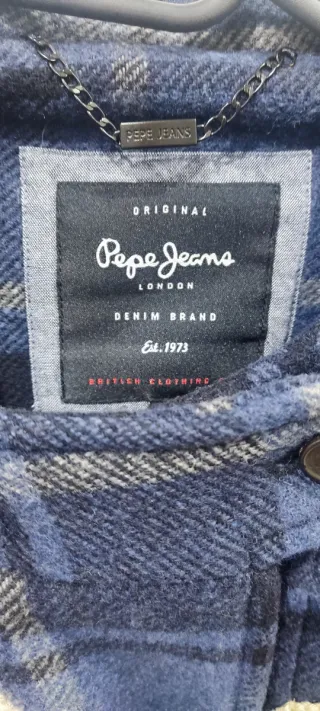 PEPE JEANS
ORIGINAL
Pepe Jeans
LONDON
DENIM BRAND
Est. 1973
BRITISH CLOTHING